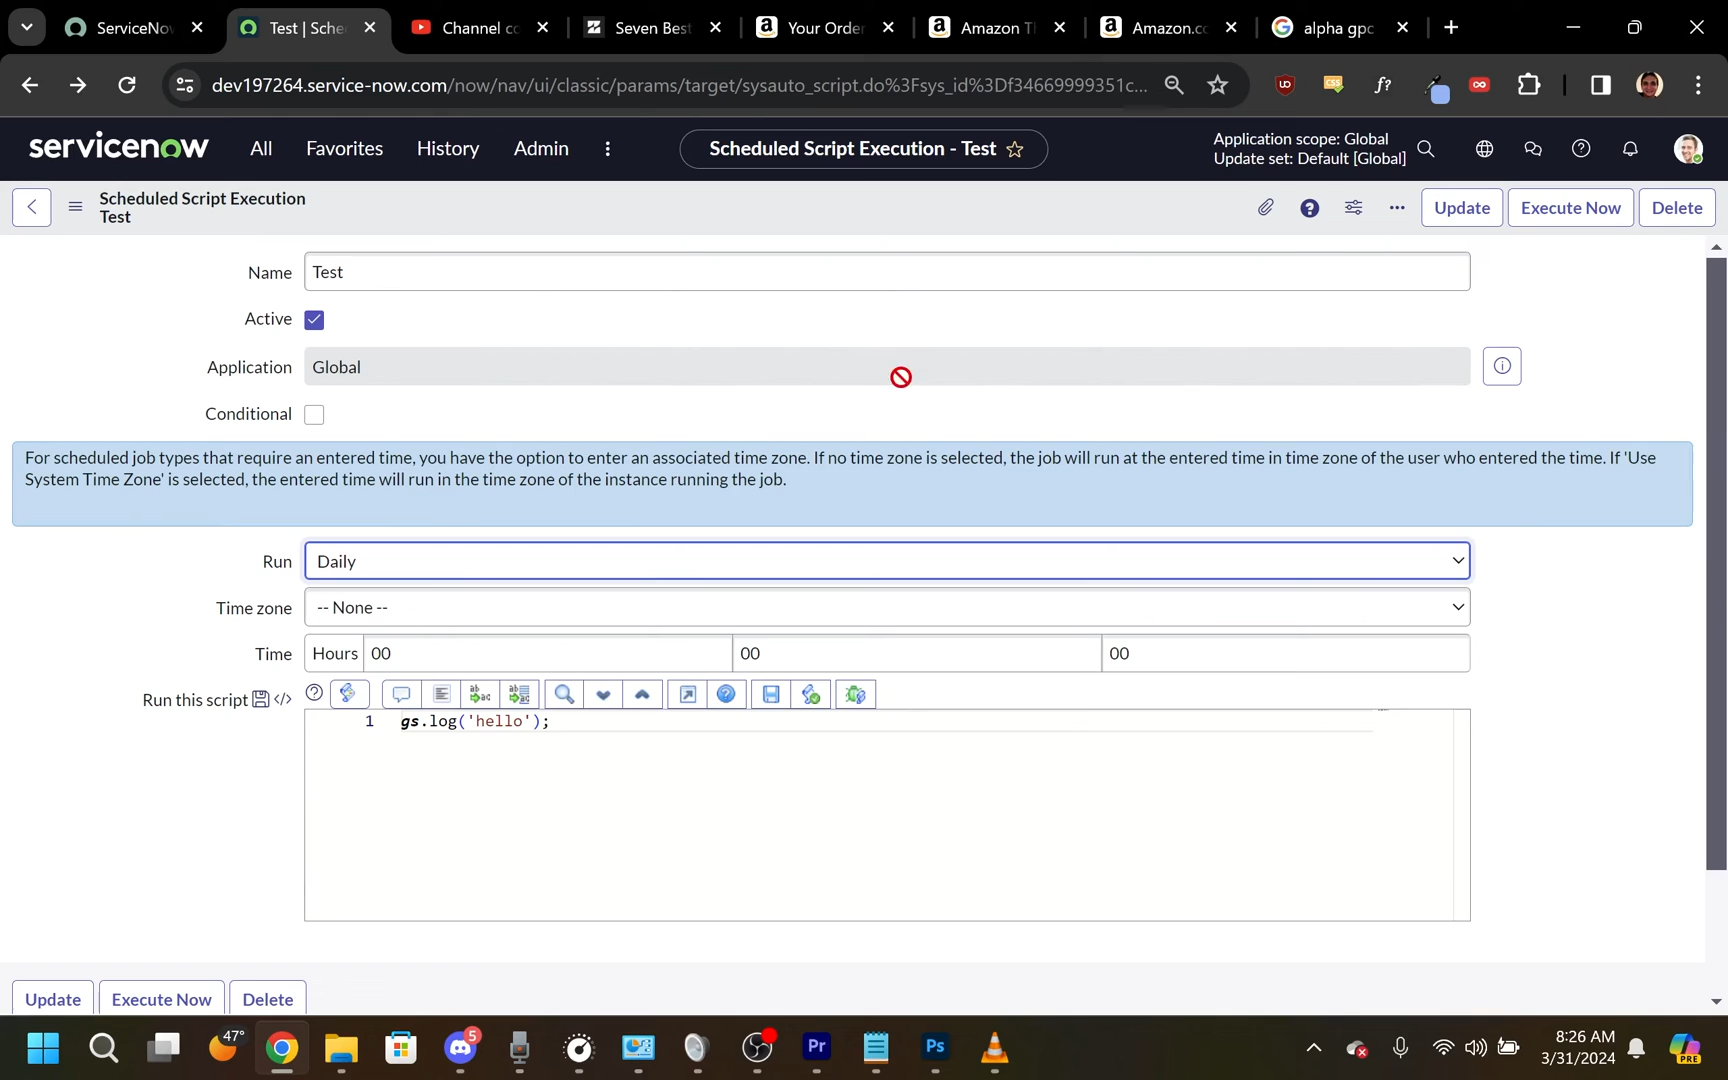 ServiceNo
Test | Sche
Channel co
Seven Best
Your Order
Amazon T
Amazon.co
alpha gpc
dev197264.service-now.com/now/nav/ui/classic/params/target/sysauto_script.do%3Fsys_id%3Df34669999351c...
servicenow
All
Favorites
History
Admin
Scheduled Script Execution - Test
Application scope: Global
Update set: Default [Global]
Scheduled Script Execution
Test
Update
Execute Now
Delete
Name
Test
Active
Application
Global
Conditional
For scheduled job types that require an entered time, you have the option to enter an associated time zone. If no time zone is selected, the job will run at the entered time in time zone of the user who entered the time. If 'Use
System Time Zone' is selected, the entered time will run in the time zone of the instance running the job.
Run
Daily
Time zone
-- None --
Time
Hours
00
00
00
Run this script
1
gs.log('hello');
Update
Execute Now
Delete
47°
5
Pr
Ps
8:26 AM
3/31/2024
PRE